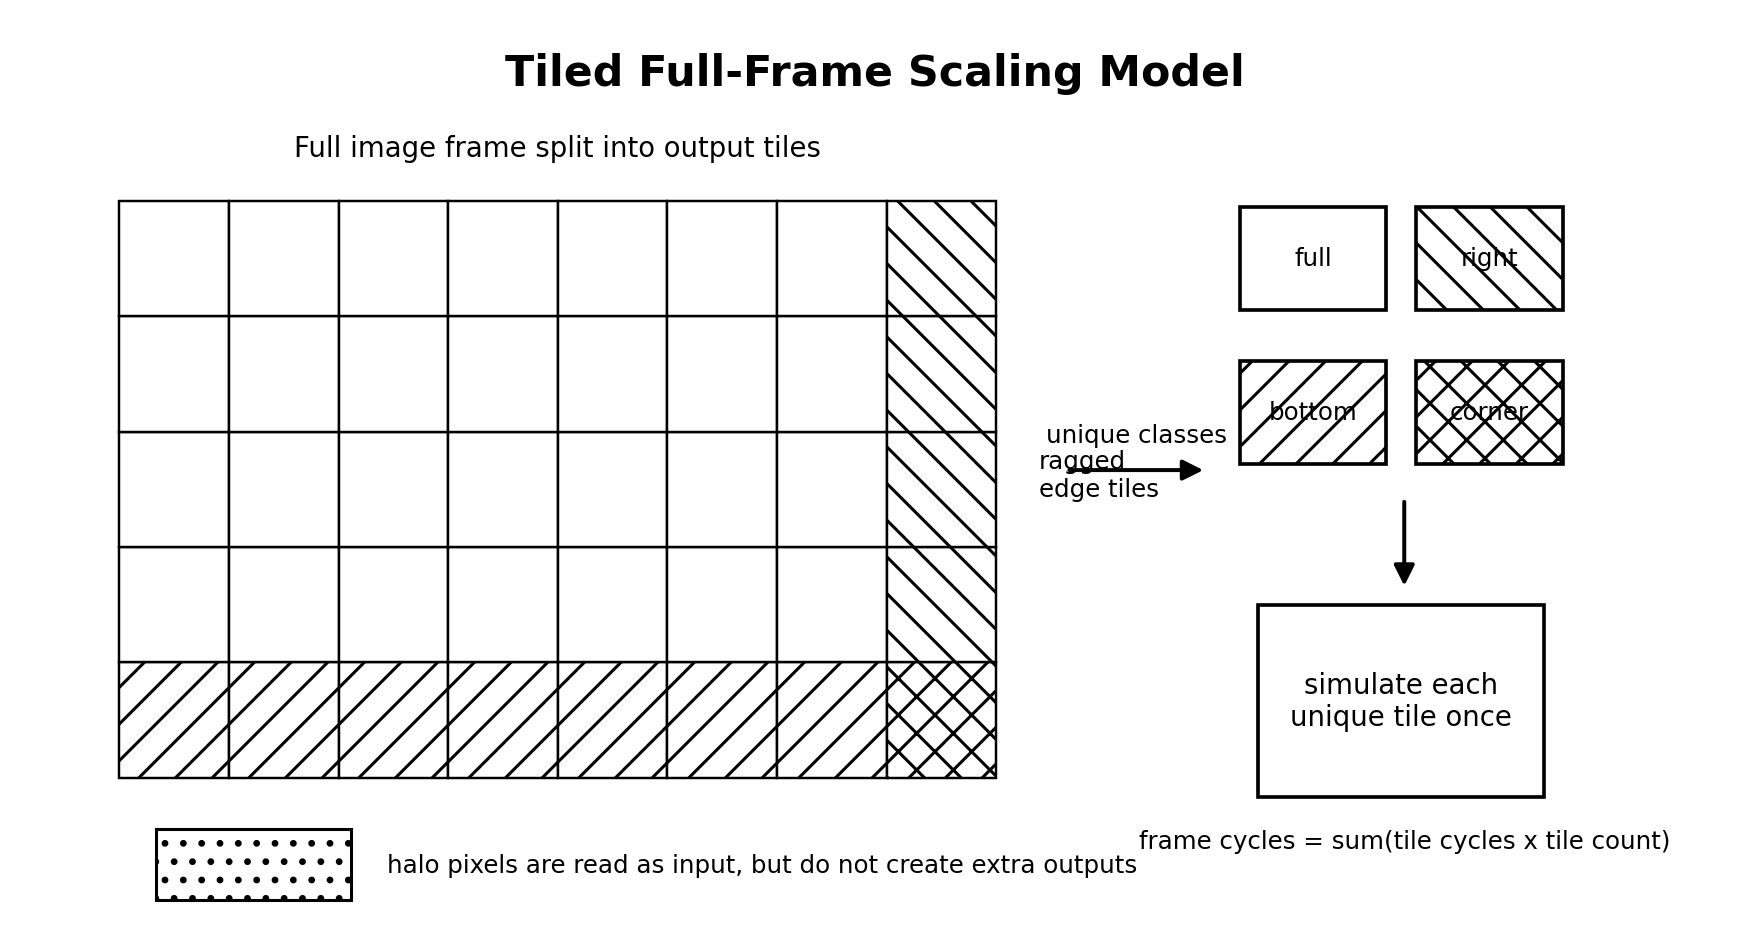 Tiled Full-Frame Scaling Model
Full image frame split into output tiles
full
right
bottom
corner
unique classes
ragged
edge tiles
simulate each
unique tile once
frame cycles = sum(tile cycles x tile count)
halo pixels are read as input, but do not create extra outputs